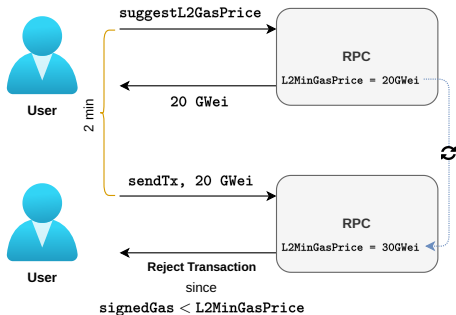 suggestL2GasPrice
RPC
L2MinGasPrice = 20GWei
20 GWei
User
2 min
sendTx, 20 GWei
RPC
L2MinGasPrice = 30GWei
Reject Transaction
since
signedGas < L2MinGasPrice
User